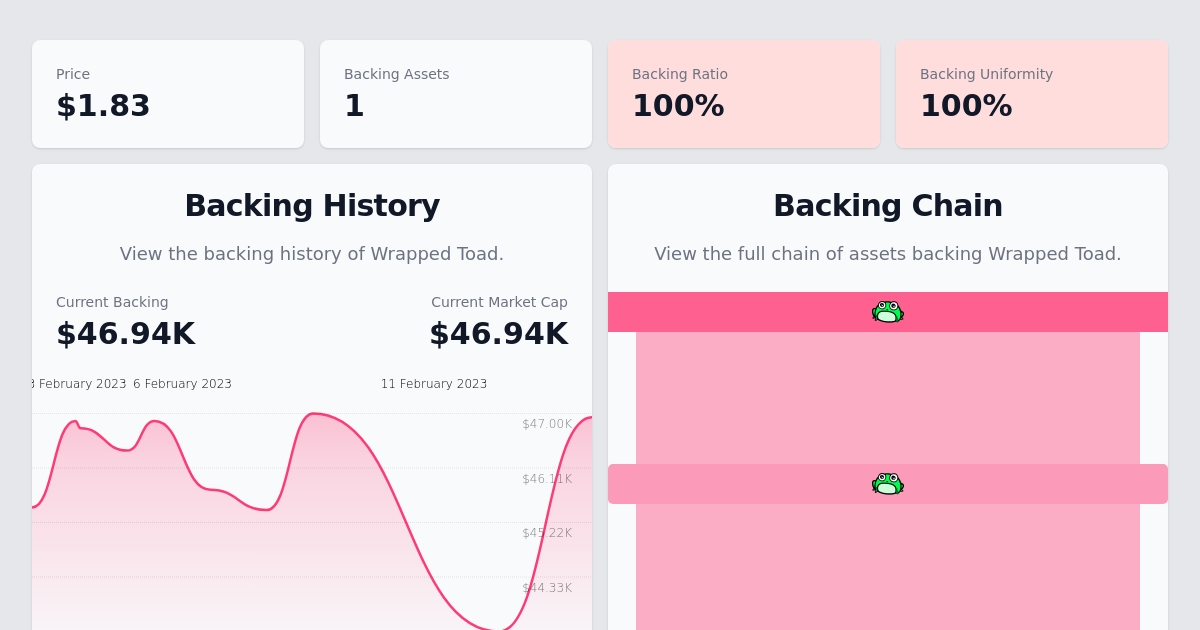 Price
$1.83
Backing Assets
1
Backing Ratio
100%
Backing Uniformity
100%
Backing History
View the backing history of Wrapped Toad.
Current Backing
$46.94K
Current Market Cap
$46.94K
February 2023
6 February 2023
11 February 2023
$47.00K
$46.11K
$45.22K
$44.33K
Backing Chain
View the full chain of assets backing Wrapped Toad.